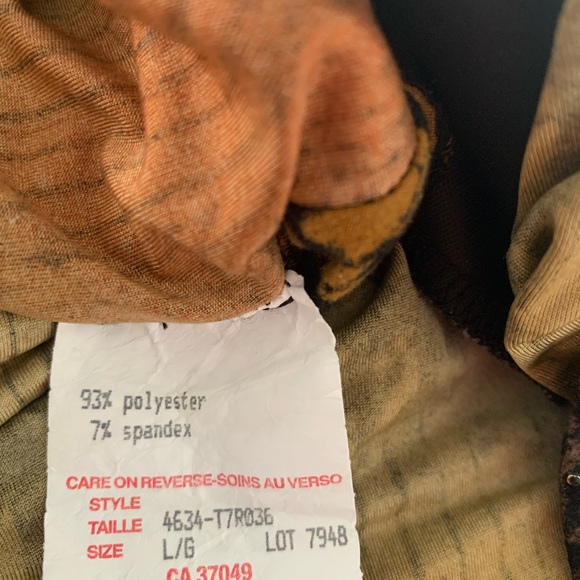 93% polyester
7% spandex
CARE ON REVERSE-SOINS AU VERSO
STYLE
TAILLE 4634-T7R036
SIZE L/G LOT 7948
CA 37049